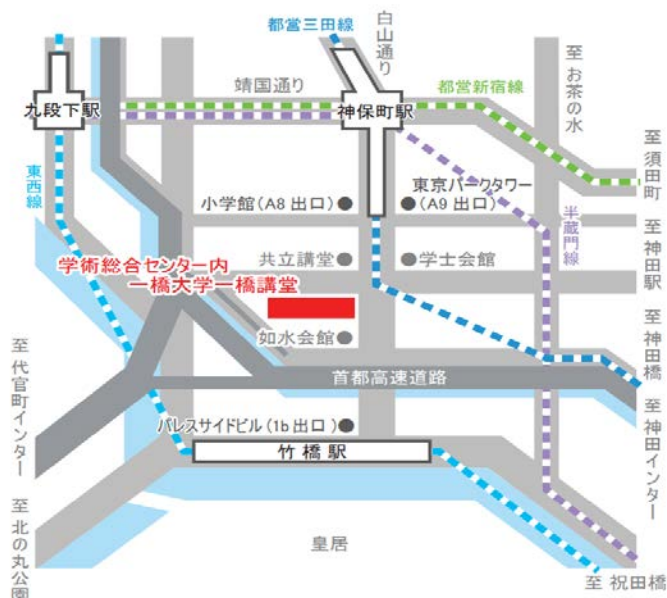 都営三田線
白山通り
至 お茶の水
靖国通り
都営新宿線
九段下駅
神保町駅
至 須田町
東西線
小学館(A8 出口)●
東京パークタワー
●(A9 出口)
半蔵門線
至 神田駅
共立講堂●
●学士会館
学術総合センター内
一橋大学一橋講堂
如水会館●
至 神田橋
至 代官町インター
首都高速道路
至 神田インター
パレスサイドビル(1b 出口)●
竹橋駅
至 北の丸公園
皇居
至 祝田橋